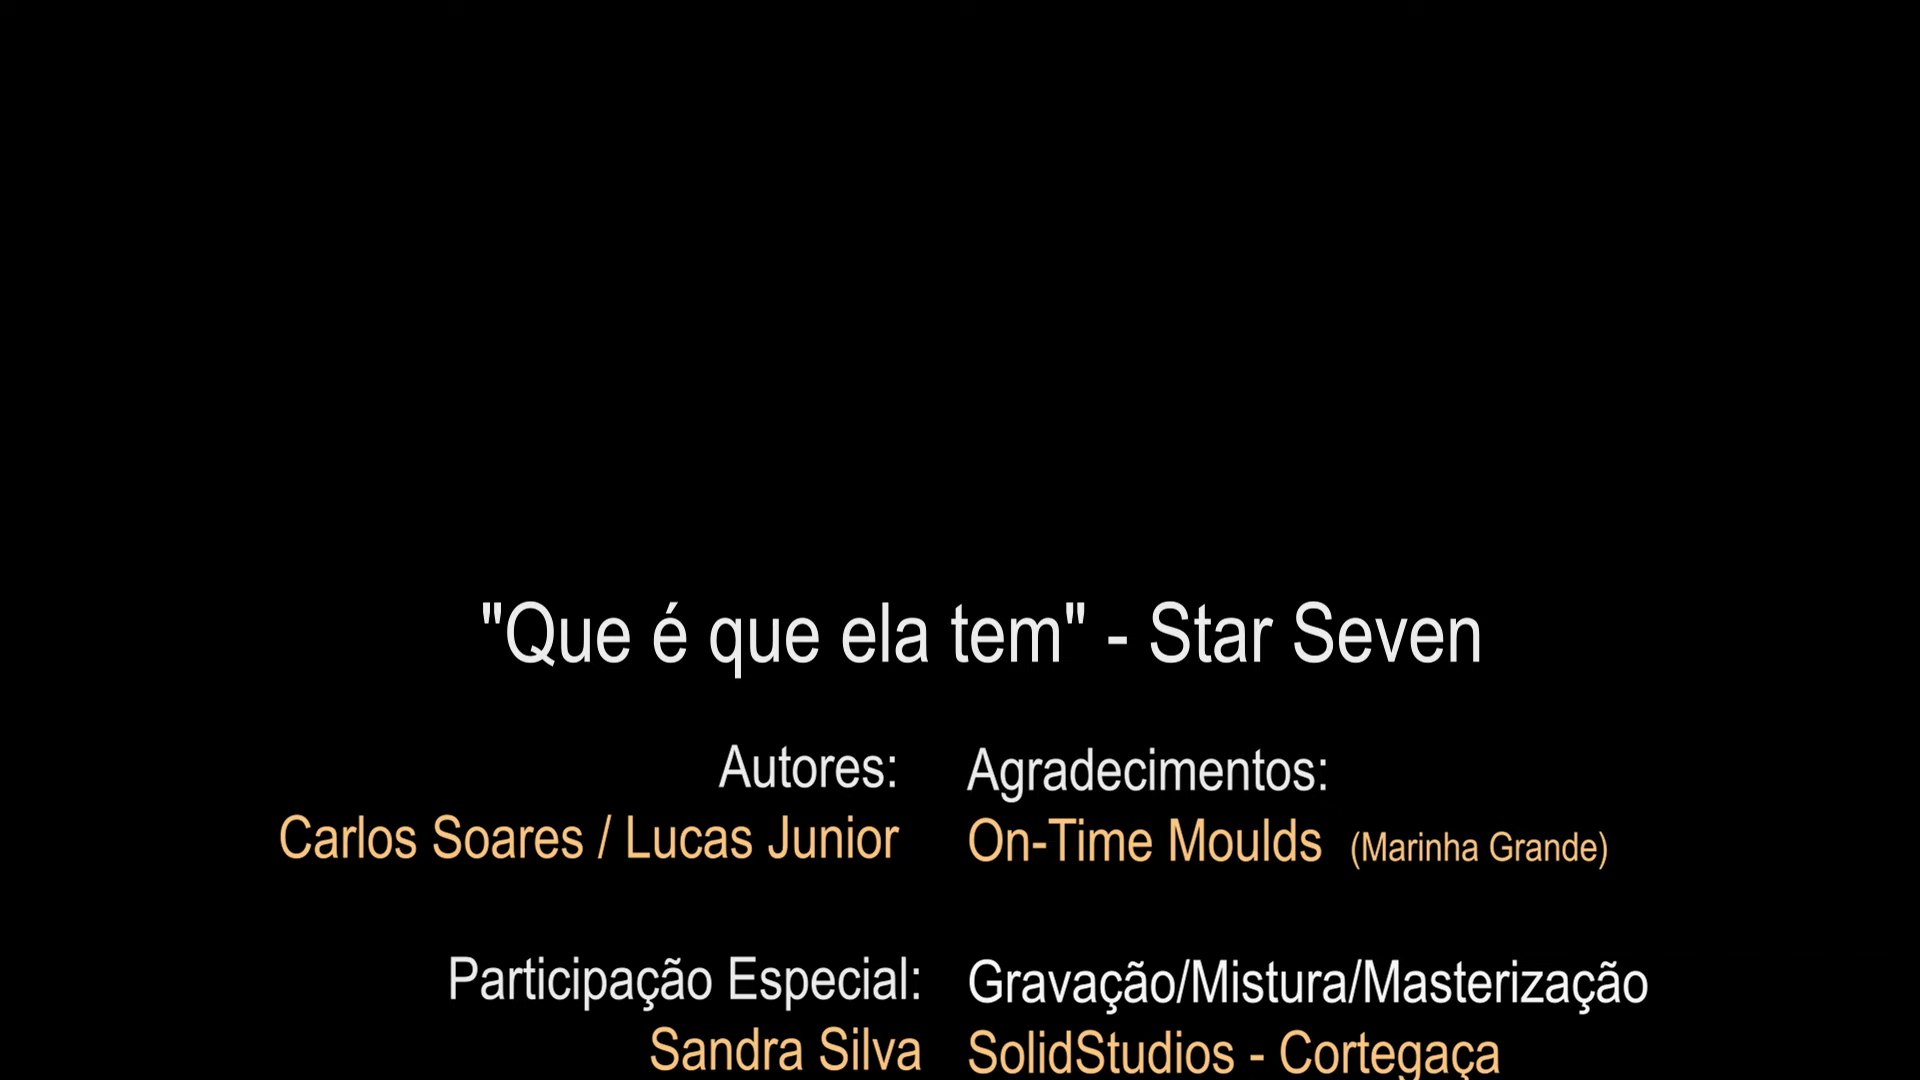 "Que é que ela tem" - Star Seven
Autores:
Carlos Soares / Lucas Junior
Agradecimentos:
On-Time Moulds (Marinha Grande)
Participação Especial:
Sandra Silva
Gravação/Mistura/Masterização
SolidStudios - Cortegaça